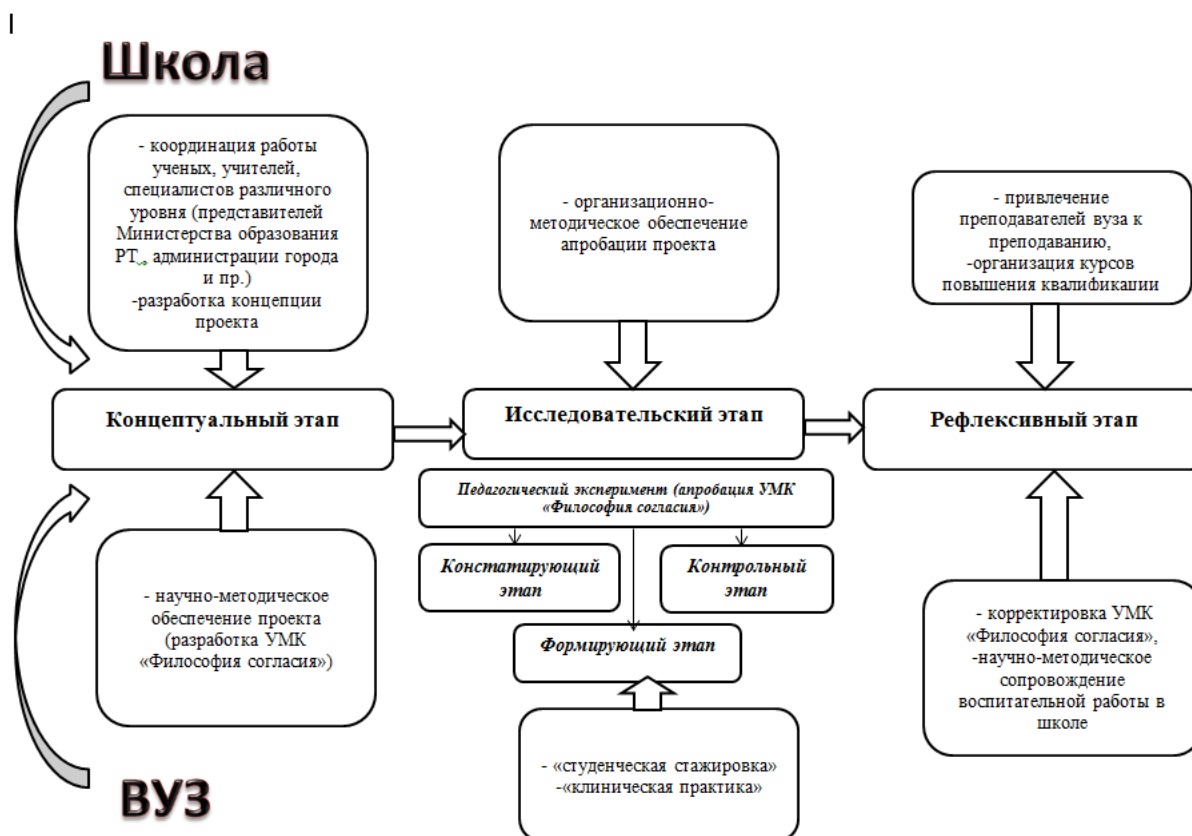 Школа
- координация работы
ученых, учителей,
специалистов различного
уровня (представителей
Министерства образования
РТ,, администрации города
и пр.)
-разработка концепции
проекта
- организационно-
методическое обеспечение
апробации проекта
- привлечение
преподавателей вуза к
преподаванию,
-организация курсов
повышения квалификации
Концептуальный этап
Исследовательский этап
Рефлексивный этап
Педагогический эксперимент (апробация УМК
«Философия согласия»)
Констатирующий
этап
Контрольный
этап
Формирующий этап
- научно-методическое
обеспечение проекта
(разработка УМК
«Философия согласия»)
- «студенческая стажировка»
-«клиническая практика»
- корректировка УМК
«Философия согласия»,
-научно-методическое
сопровождение
воспитательной работы в
школе
ВУЗ